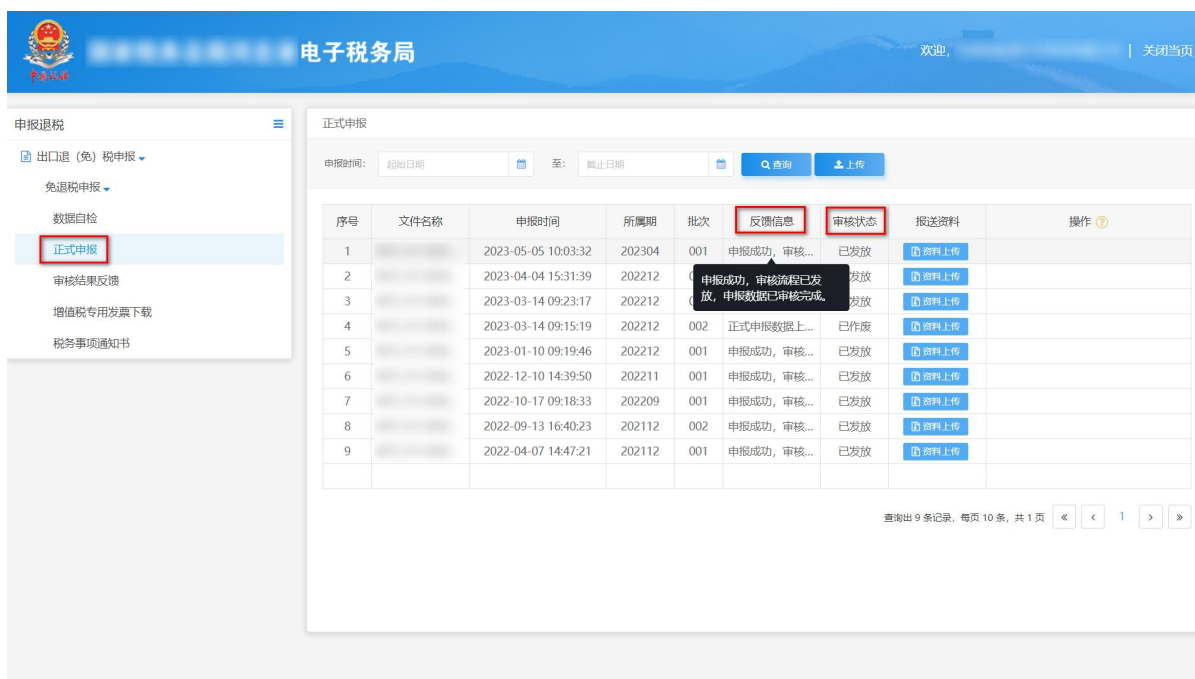 电子税务局
欢迎, | 关闭当页
申报退税
出口退（免）税申报
免退税申报
数据自检
正式申报
审核结果反馈
增值税专用发票下载
税务事项通知书
正式申报
申报时间: 起始日期 至: 截止日期 查询 上传
序号 文件名称 申报时间 所属期 批次 反馈信息 审核状态 报送资料 操作
1 2023-05-05 10:03:32 202304 001 申报成功，审核... 已发放 资料上传
申报成功，审核流程已发
放，申报数据已审核完成。
2 2023-04-04 15:31:39 202212 发放 资料上传
3 2023-03-14 09:23:17 202212 发放 资料上传
4 2023-03-14 09:15:19 202212 002 正式申报数据上... 已作废 资料上传
5 2023-01-10 09:19:46 202212 001 申报成功，审核... 已发放 资料上传
6 2022-12-10 14:39:50 202211 001 申报成功，审核... 已发放 资料上传
7 2022-10-17 09:18:33 202209 001 申报成功，审核... 已发放 资料上传
8 2022-09-13 16:40:23 202112 002 申报成功，审核... 已发放 资料上传
9 2022-04-07 14:47:21 202112 001 申报成功，审核... 已发放 资料上传
查询出 9 条记录, 每页 10 条, 共 1 页 « ‹ 1 › »